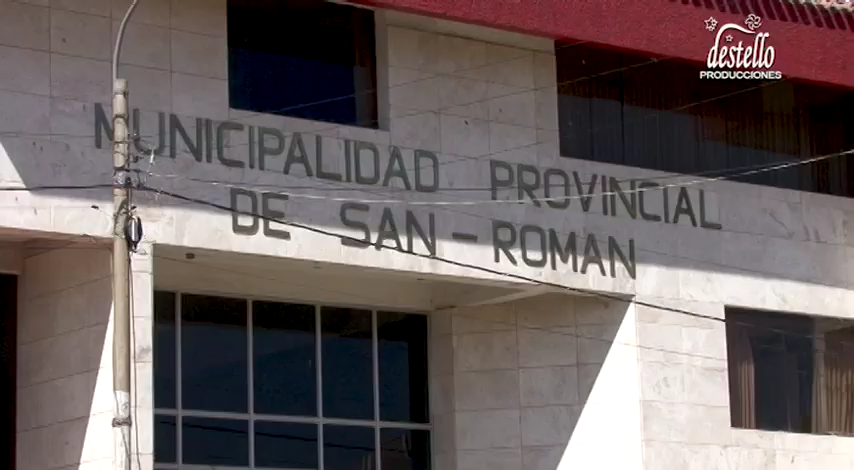 destello
PRODUCCIONES
MUNICIPALIDAD PROVINCIAL
DE SAN-ROMAN